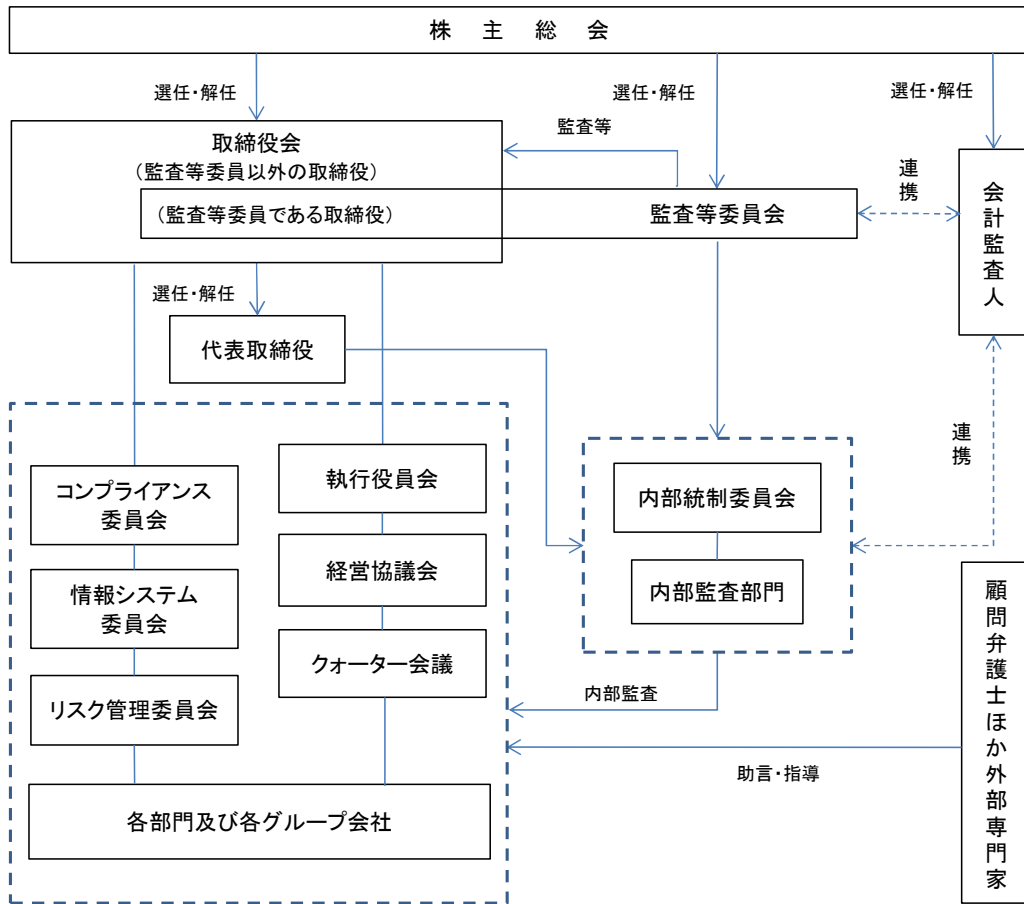 株主総会
選任・解任
選任・解任
選任・解任
監査等
取締役会
(監査等委員以外の取締役)
(監査等委員である取締役)
監査等委員会
連携
会計監査人
選任・解任
代表取締役
連携
コンプライアンス
委員会
執行役員会
内部統制委員会
経営協議会
情報システム
委員会
内部監査部門
クォーター会議
リスク管理委員会
内部監査
助言・指導
顧問弁護士ほか外部専門家
各部門及び各グループ会社